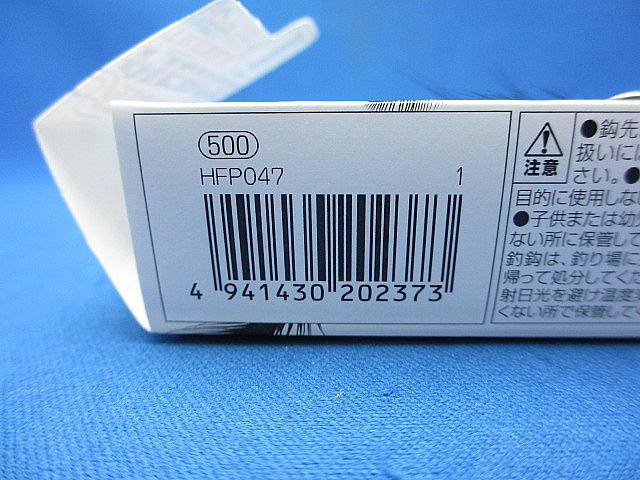 500
HFP047 1
4 941430 202373
注意
●鈎先
扱いには
さい。●
目的に使用しな
●子供または幼
ない所に保管して
釣鈎は、釣り場に
帰って処分してくだ
射日光を避け温度
くない所で保管して